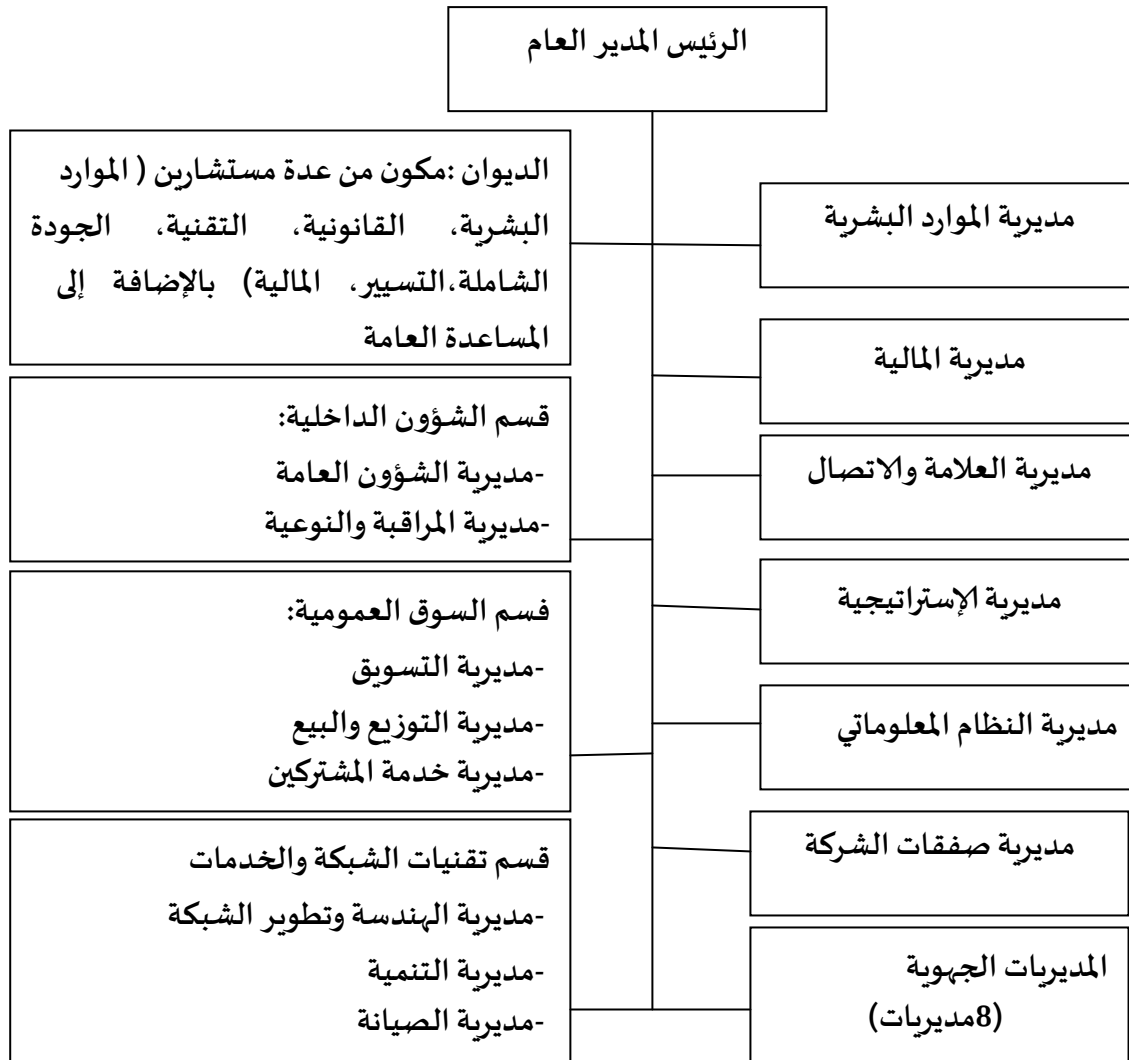 الرئيس المدير العام
مديرية الموارد البشرية
مديرية المالية
مديرية العلامة والاتصال
مديرية الإستراتيجية
مديرية النظام المعلوماتي
مديرية صفقات الشركة
المديريات الجهوية
(8مديريات)
الديوان :مكون من عدة مستشارين ( الموارد
البشرية، القانونية، التقنية، الجودة
الشاملة،التسيير، المالية) بالإضافة إلى
المساعدة العامة
قسم الشؤون الداخلية:
-مديرية الشؤون العامة
-مديرية المراقبة والنوعية
فسم السوق العمومية:
-مديرية التسويق
-مديرية التوزيع والبيع
-مديرية خدمة المشتركين
قسم تقنيات الشبكة والخدمات
-مديرية الهندسة وتطوير الشبكة
-مديرية التنمية
-مديرية الصيانة